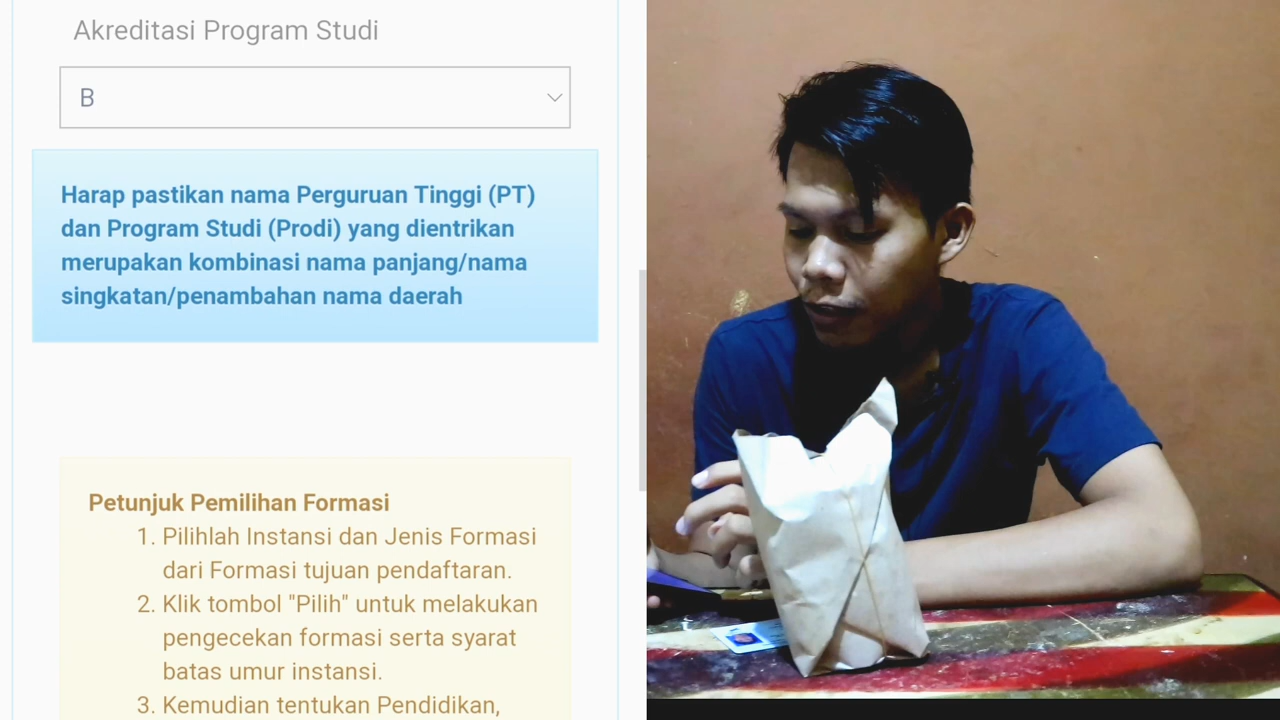 Akreditasi Program Studi
B
Harap pastikan nama Perguruan Tinggi (PT)
dan Program Studi (Prodi) yang dientrikan
merupakan kombinasi nama panjang/nama
singkatan/penambahan nama daerah
Petunjuk Pemilihan Formasi
1. Pilihlah Instansi dan Jenis Formasi
dari Formasi tujuan pendaftaran.
2. Klik tombol "Pilih" untuk melakukan
pengecekan formasi serta syarat
batas umur instansi.
3. Kemudian tentukan Pendidikan,